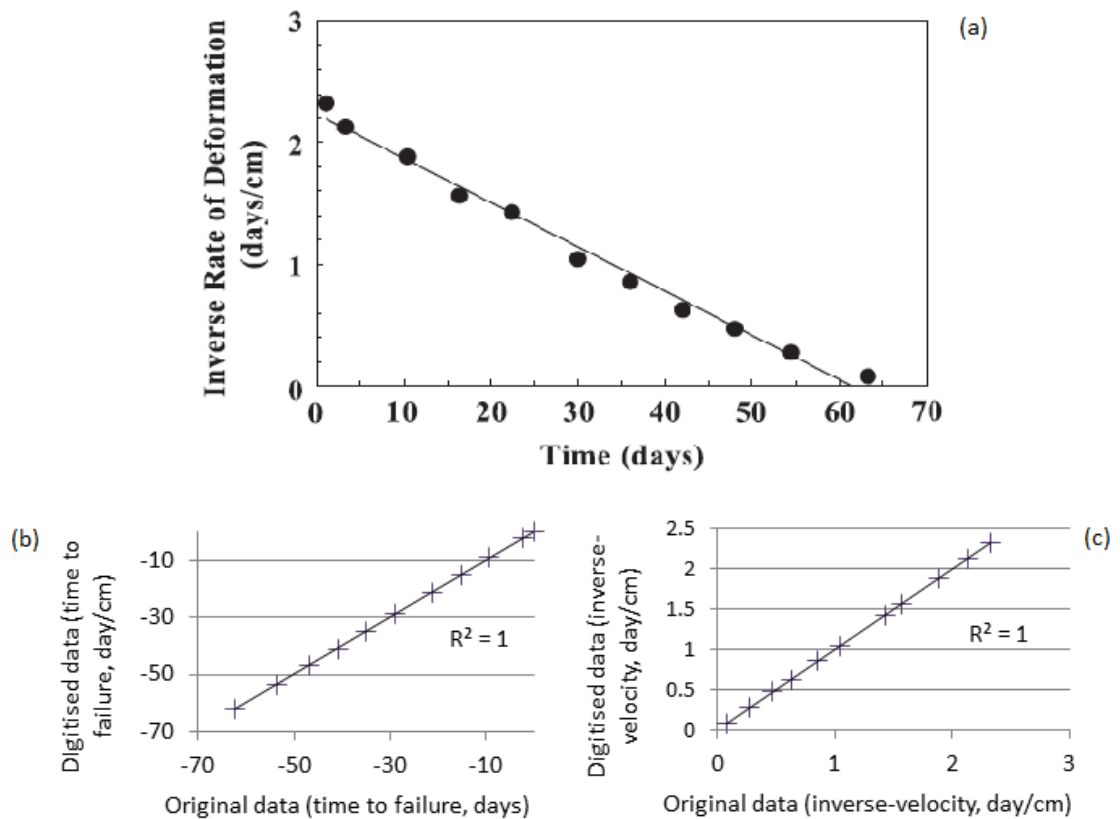 (a)
Inverse Rate of Deformation
(days/cm)
3
2
1
0
0 10 20 30 40 50 60 70
Time (days)
(b)
DIgitised data (time to
failure, day/cm)
-10
-30
-50
-70
R² = 1
-70 -50 -30 -10
Original data (time to failure, days)
(c)
Digitised data (inverse-
velocity, day/cm)
2.5
2
1.5
1
0.5
0
R² = 1
0 1 2 3
Original data (inverse-velocity, day/cm)